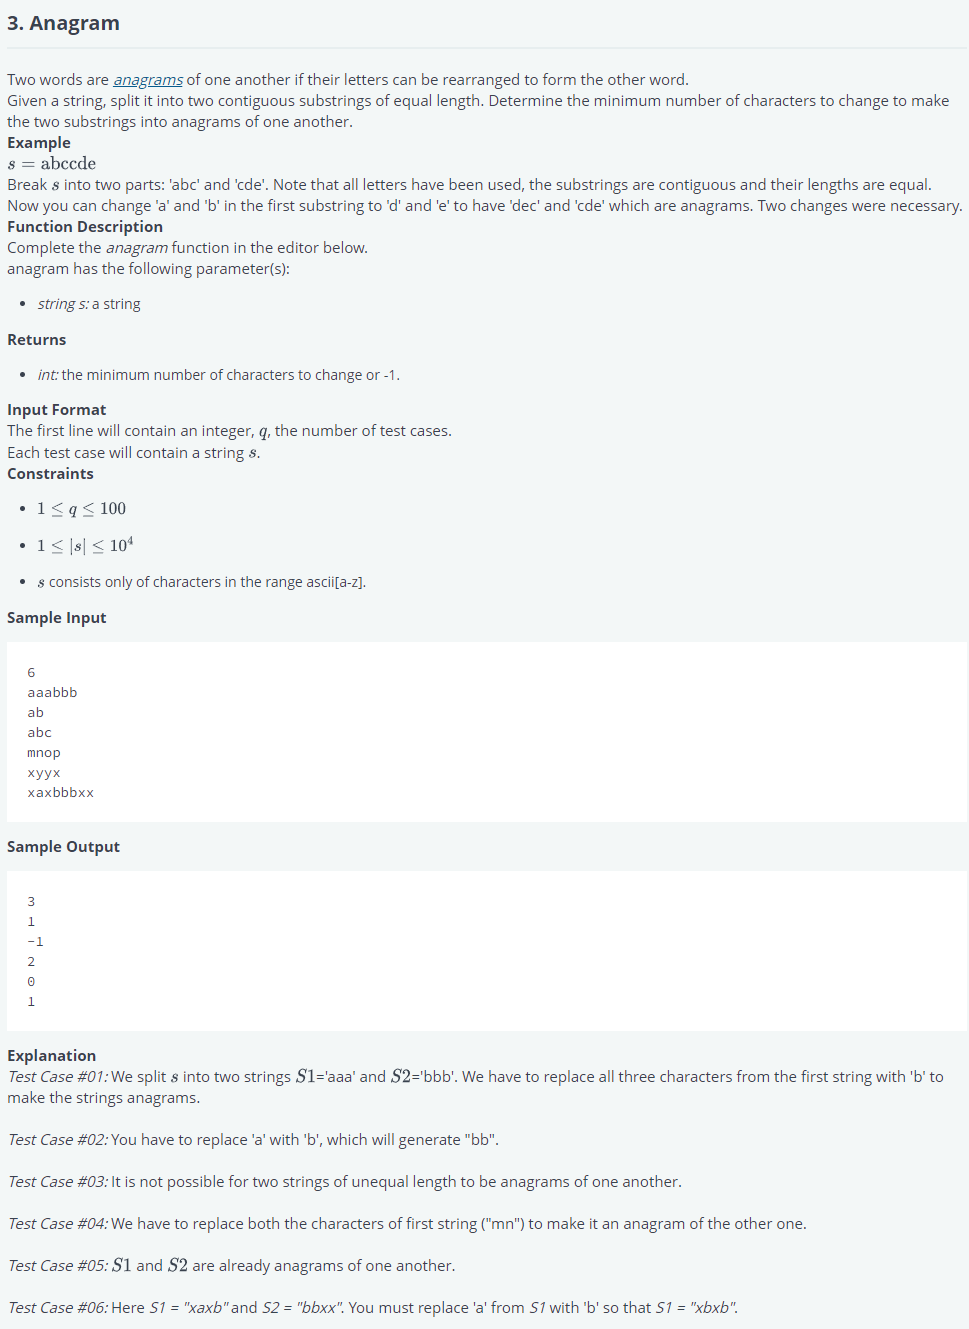 3. Anagram
Two words are anagrams of one another if their letters can be rearranged to form the other word.
Given a string, split it into two contiguous substrings of equal length. Determine the minimum number of characters to change to make
the two substrings into anagrams of one another.
Example
s = abccde
Break s into two parts: 'abc' and 'cde'. Note that all letters have been used, the substrings are contiguous and their lengths are equal.
Now you can change 'a' and 'b' in the first substring to 'd' and 'e' to have 'dec' and 'cde' which are anagrams. Two changes were necessary.
Function Description
Complete the anagram function in the editor below.
anagram has the following parameter(s):
• string s: a string
Returns
• int: the minimum number of characters to change or -1.
Input Format
The first line will contain an integer, q, the number of test cases.
Each test case will contain a string s.
Constraints
• 1 ≤ q ≤ 100
• 1 ≤ |s| ≤ 10⁴
• s consists only of characters in the range ascii[a-z].
Sample Input
6
aaabbb
ab
abc
mnop
xyyx
xaxbbbxx
Sample Output
3
1
-1
2
0
1
Explanation
Test Case #01: We split s into two strings S1='aaa' and S2='bbb'. We have to replace all three characters from the first string with 'b' to
make the strings anagrams.
Test Case #02: You have to replace 'a' with 'b', which will generate "bb".
Test Case #03: It is not possible for two strings of unequal length to be anagrams of one another.
Test Case #04: We have to replace both the characters of first string ("mn") to make it an anagram of the other one.
Test Case #05: S1 and S2 are already anagrams of one another.
Test Case #06: Here S1 = "xaxb" and S2 = "bbxx". You must replace 'a' from S1 with 'b' so that S1 = "xbxb".